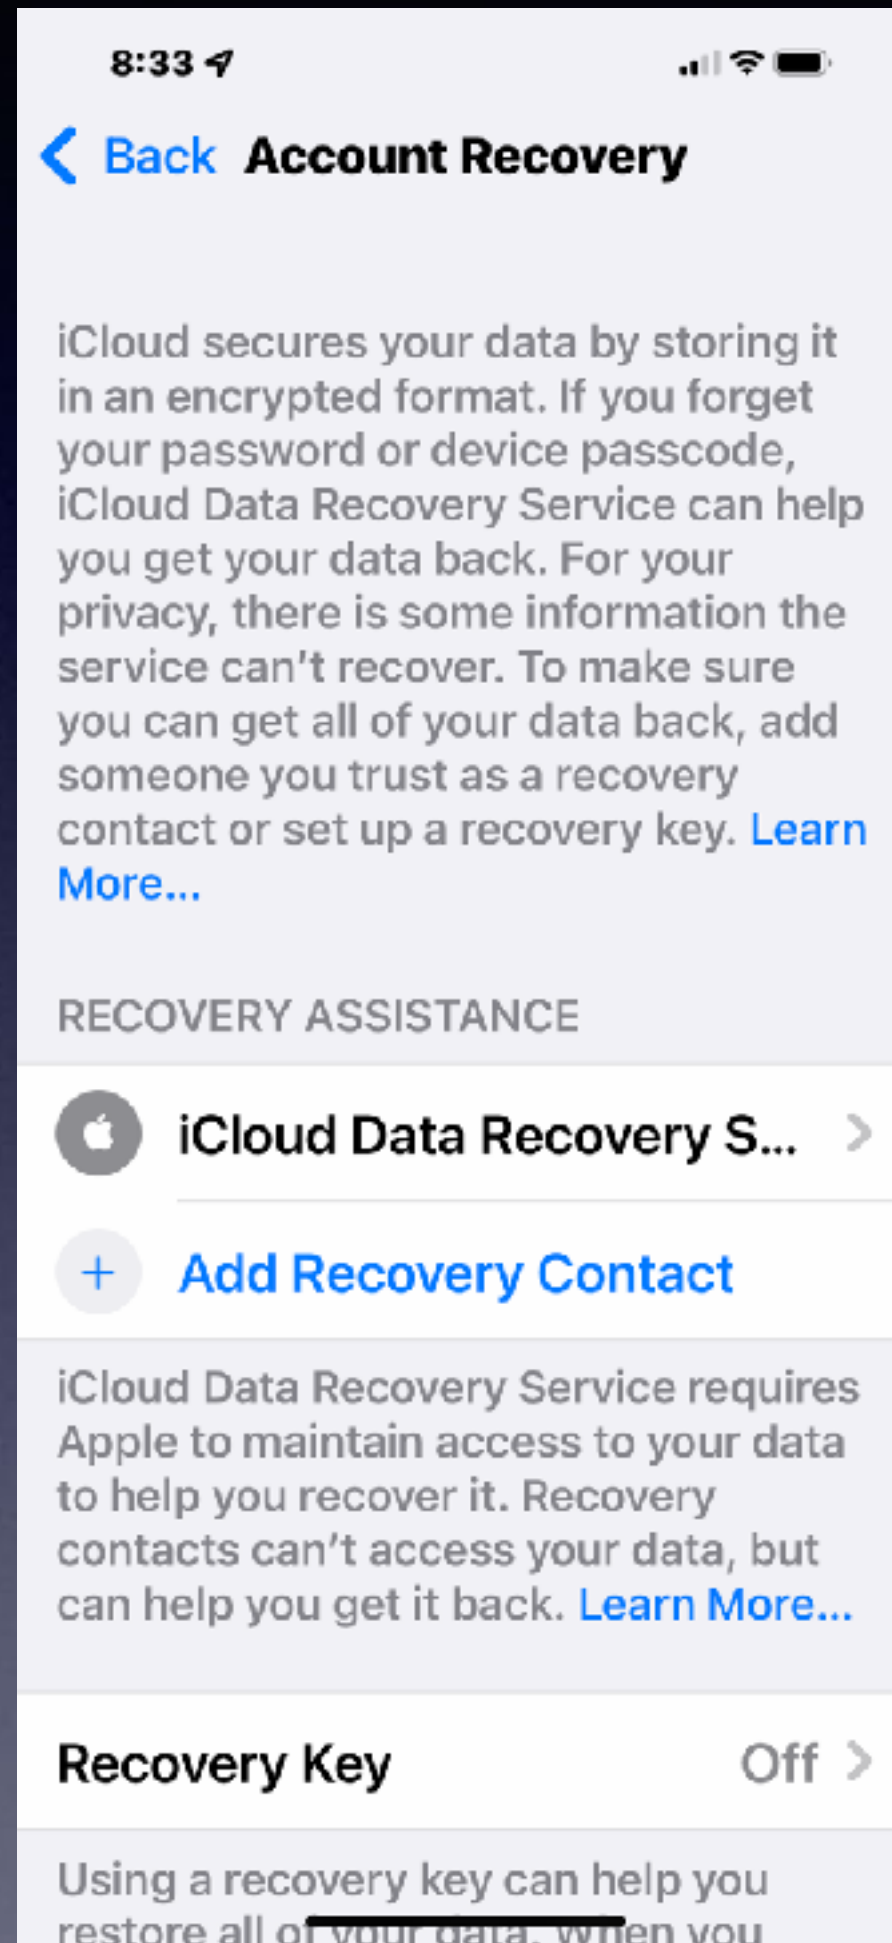 8:33
Back Account Recovery
iCloud secures your data by storing it
in an encrypted format. If you forget
your password or device passcode,
iCloud Data Recovery Service can help
you get your data back. For your
privacy, there is some information the
service can't recover. To make sure
you can get all of your data back, add
someone you trust as a recovery
contact or set up a recovery key. Learn
More...
RECOVERY ASSISTANCE
iCloud Data Recovery S...
+ Add Recovery Contact
iCloud Data Recovery Service requires
Apple to maintain access to your data
to help you recover it. Recovery
contacts can't access your data, but
can help you get it back. Learn More...
Recovery Key Off
Using a recovery key can help you
restore all of your data. When you